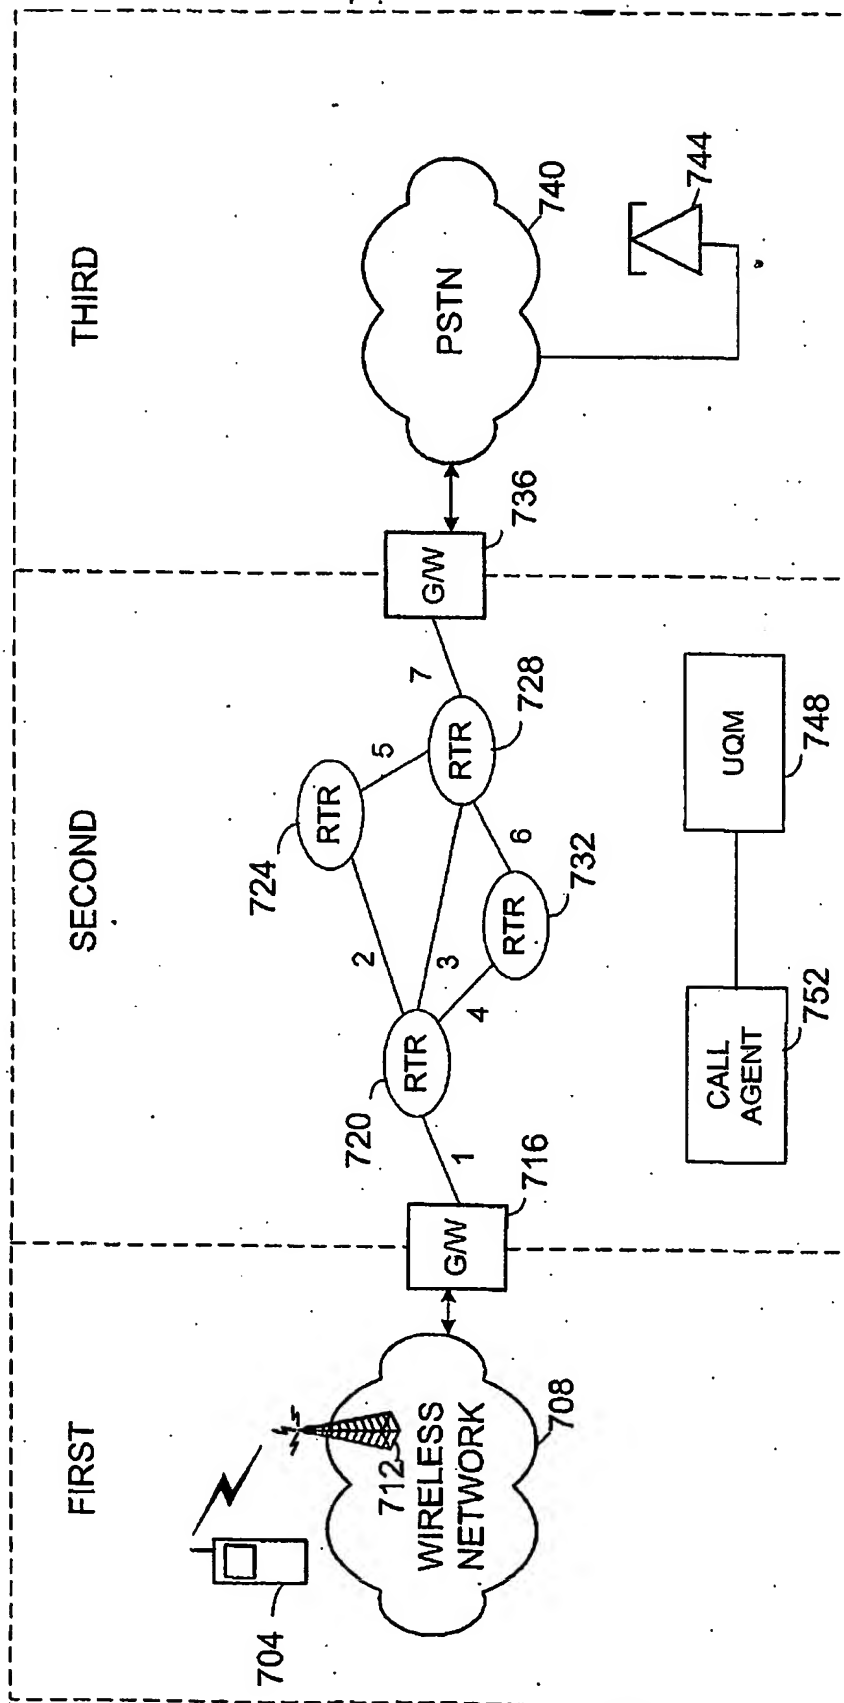 FIRST
SECOND
THIRD
704
712
WIRELESS
NETWORK
708
G/W
716
1
RTR
720
2
3
4
RTR
724
5
RTR
728
RTR
732
6
7
G/W
736
PSTN
740
744
CALL
AGENT
752
UQM
748